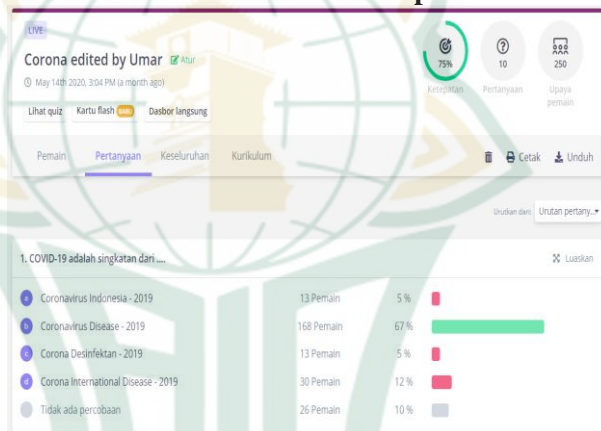 LIVE
Corona edited by Umar Atur
May 14th 2020, 3:04 PM (a month ago)
Lihat quiz Kartu flash BARU Dasbor langsung
75% 10 250
Ketepatan Pertanyaan Upaya
pemain
Pemain Pertanyaan Keseluruhan Kurikulum Cetak Unduh
Urutkan dari: Urutan pertany...
1. COVID-19 adalah singkatan dari .... Luaskan
a Coronavirus Indonesia - 2019 13 Pemain 5 %
b Coronavirus Disease - 2019 168 Pemain 67 %
c Corona Desinfektan - 2019 13 Pemain 5 %
d Corona International Disease - 2019 30 Pemain 12 %
Tidak ada percobaan 26 Pemain 10 %